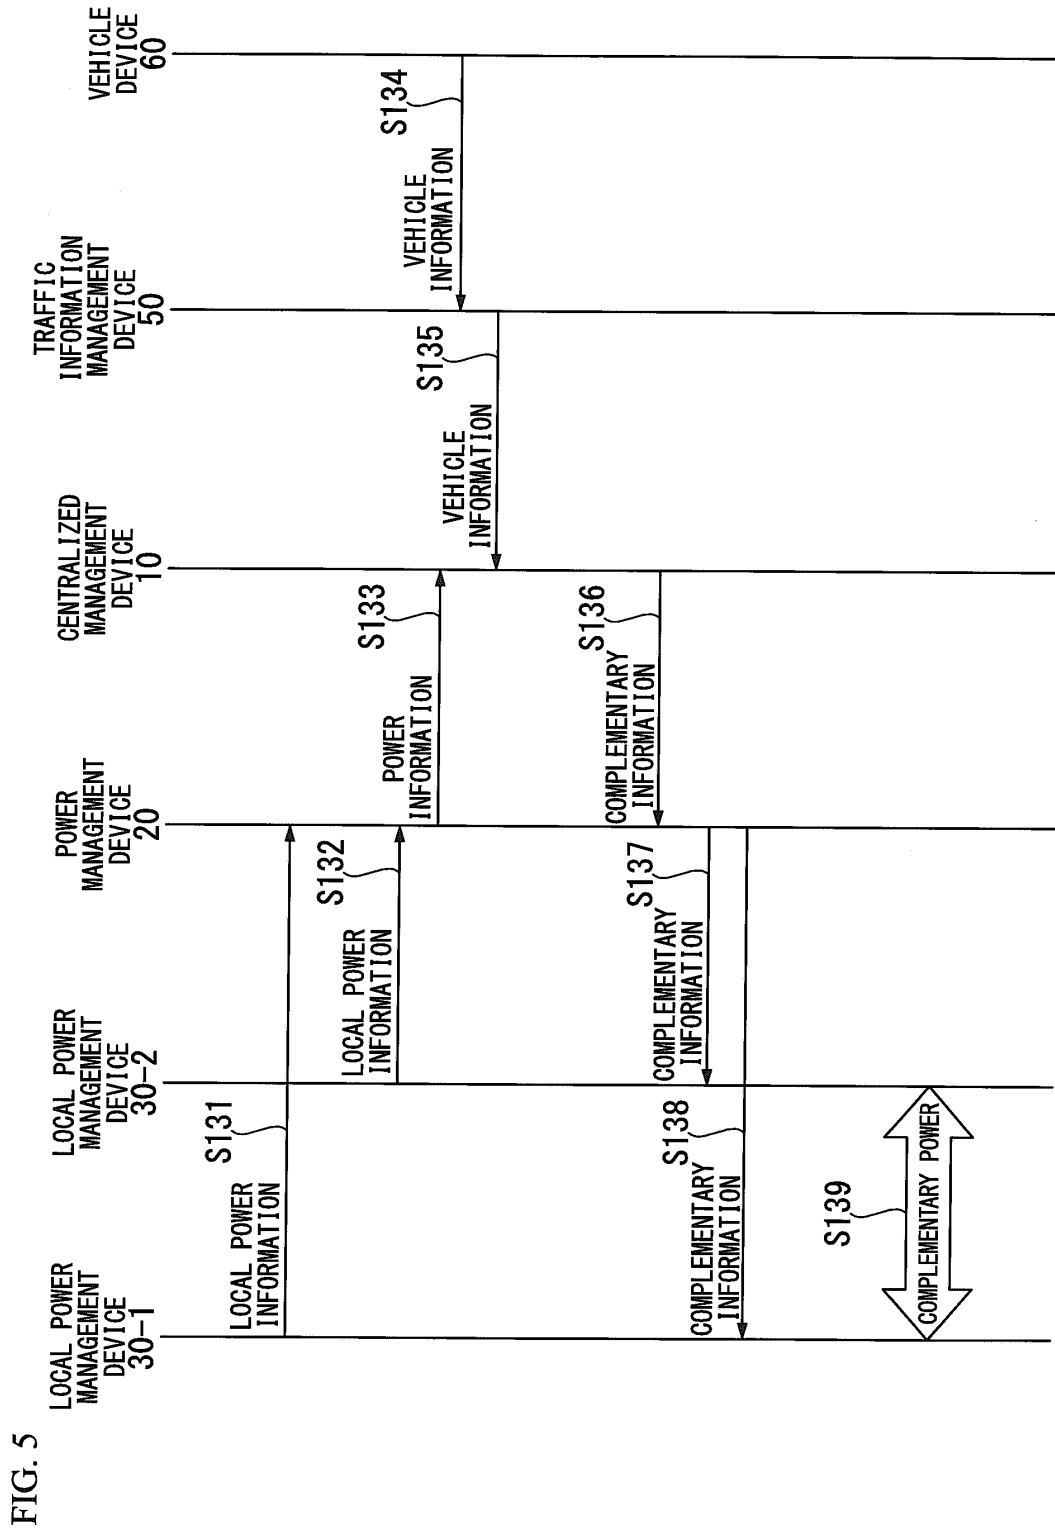 FIG. 5
LOCAL POWER
MANAGEMENT
DEVICE
30-1
LOCAL POWER
MANAGEMENT
DEVICE
30-2
POWER
MANAGEMENT
DEVICE
20
CENTRALIZED
MANAGEMENT
DEVICE
10
TRAFFIC
INFORMATION
MANAGEMENT
DEVICE
50
VEHICLE
DEVICE
60
LOCAL POWER
INFORMATION
S131
LOCAL POWER
INFORMATION
S132
POWER
INFORMATION
S133
VEHICLE
INFORMATION
S134
VEHICLE
INFORMATION
S135
COMPLEMENTARY
INFORMATION
S136
COMPLEMENTARY
INFORMATION
S137
COMPLEMENTARY
INFORMATION
S138
S139
COMPLEMENTARY POWER